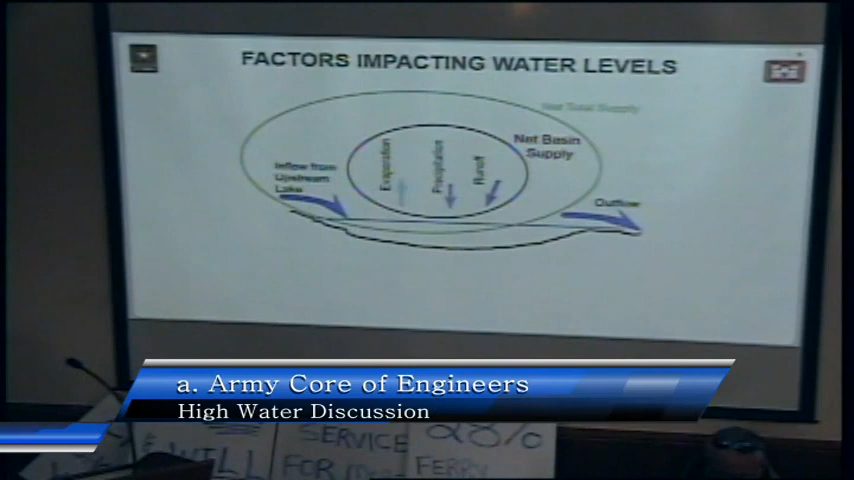 FACTORS IMPACTING WATER LEVELS
Net Total Supply
Net Basin
Supply
Evaporation
Precipitation
Runoff
Inflow from
Upstream
Lake
Outflow
a. Army Core of Engineers
High Water Discussion
WILL
SERVICE
FOR
28%
FERRY